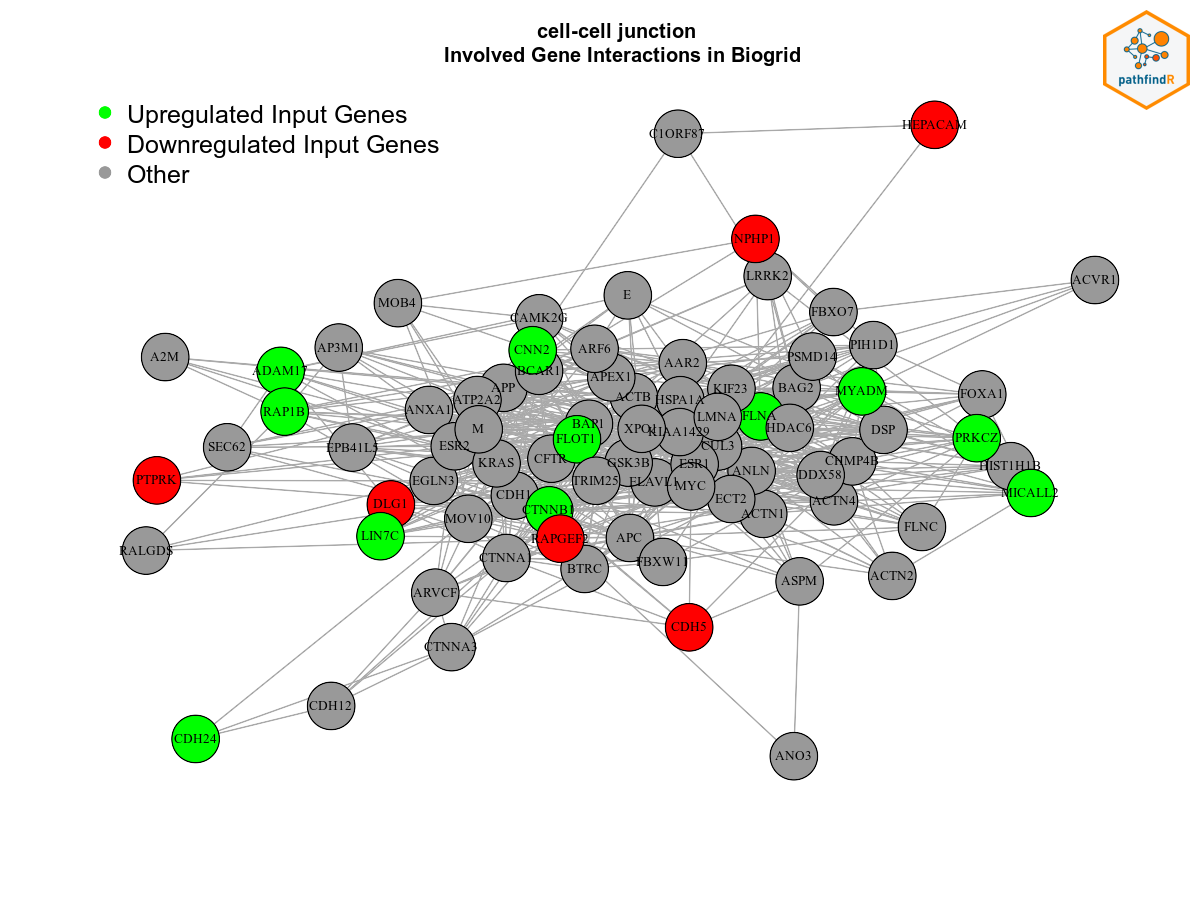 cell-cell junction
Involved Gene Interactions in Biogrid
pathfindR
Upregulated Input Genes
Downregulated Input Genes
Other
C1ORF87
HEPACAM
NPHP1
LRRK2
ACVR1
MOB4
E
CAMK2G
FBXO7
A2M
AP3M1
CNN2
ARF6
AAR2
PSMD14
PIH1D1
ADAM17
BCAR1
APEX1
RAP1B
APP
ATP2A2
ACTB
HSPA1A
KIF23
BAG2
MYADM
FOXA1
ANXA1
M
BAP1
XPO1
KIAA1429
LMNA
FLNA
HDAC6
DSP
PRKCZ
SEC62
EPB41L5
ESR2
FLOT1
CUL3
PTPRK
EGLN3
KRAS
CFTR
GSK3B
ESR1
ANLN
CHMP4B
DDX58
HIST1H1B
MICALL2
TRIM25
ELAVL1
MYC
DLG1
CDH1
CTNNB1
ECT2
ACTN1
ACTN4
MOV10
LIN7C
RAPGEF2
APC
FLNC
RALGDS
CTNNA
BTRC
FBXW11
ASPM
ACTN2
ARVCF
CDH5
CTNNA3
CDH12
CDH24
ANO3